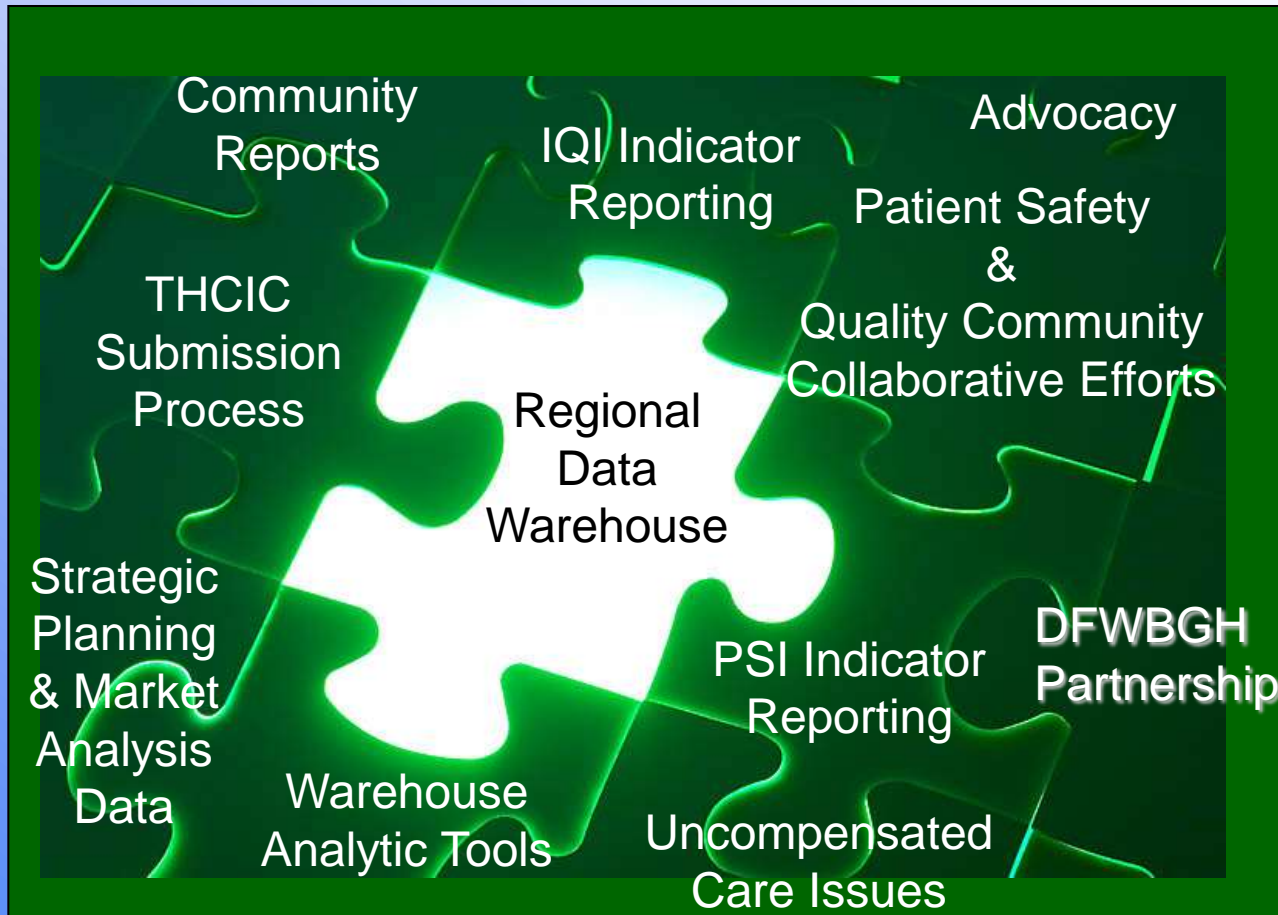 Community
Reports
IQI Indicator
Reporting
Advocacy
Patient Safety
&
Quality Community
Collaborative Efforts
THCIC
Submission
Process
Regional
Data
Warehouse
Strategic
Planning
& Market
Analysis
Data
PSI Indicator
Reporting
DFWBGH
Partnership
Warehouse
Analytic Tools
Uncompensated
Care Issues